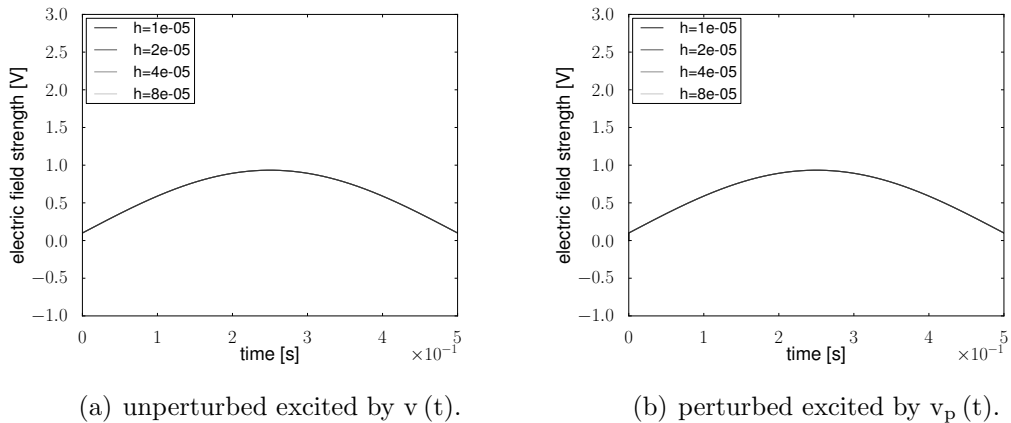 3.0
2.5
2.0
1.5
1.0
0.5
0.0
−0.5
−1.0
electric field strength [V]
h=1e-05
h=2e-05
h=4e-05
h=8e-05
0 1 2 3 4 5
time [s]
×10⁻¹
(a) unperturbed excited by v (t).
3.0
2.5
2.0
1.5
1.0
0.5
0.0
−0.5
−1.0
electric field strength [V]
h=1e-05
h=2e-05
h=4e-05
h=8e-05
0 1 2 3 4 5
time [s]
×10⁻¹
(b) perturbed excited by vₚ (t).